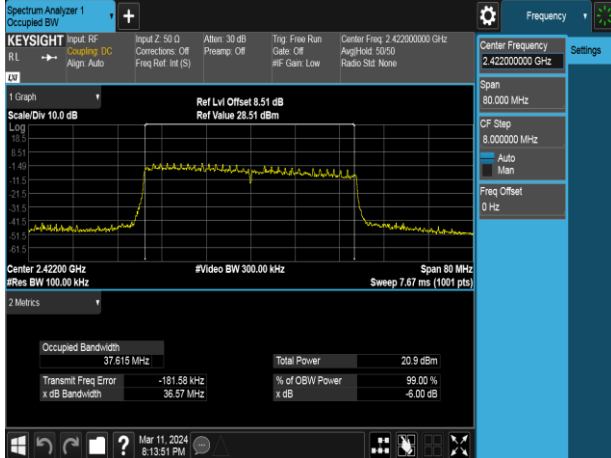 Spectrum Analyzer 1
Occupied BW
+
Frequency
KEYSIGHT
RL
LXI
Input: RF
Coupling: DC
Align: Auto
Input Z: 50 Ω
Corrections: Off
Freq Ref: Int (S)
Atten: 30 dB
Preamp: Off
Trig: Free Run
Gate: Off
#IF Gain: Low
Center Freq: 2.422000000 GHz
Avg|Hold: 50/50
Radio Std: None
Center Frequency
2.422000000 GHz
Settings
Span
80.000 MHz
CF Step
8.000000 MHz
Auto
Man
Freq Offset
0 Hz
1 Graph
Scale/Div 10.0 dB
Ref Lvl Offset 8.51 dB
Ref Value 28.51 dBm
Log
18.5
8.51
-1.49
-11.5
-21.5
-31.5
-41.5
-51.5
-61.5
Center 2.42200 GHz
#Video BW 300.00 kHz
Span 80 MHz
#Res BW 100.00 kHz
Sweep 7.67 ms (1001 pts)
2 Metrics
Occupied Bandwidth
37.615 MHz
Total Power 20.9 dBm
Transmit Freq Error -181.58 kHz
% of OBW Power 99.00 %
x dB Bandwidth 36.57 MHz
x dB -6.00 dB
?
Mar 11, 2024
8:13:51 PM